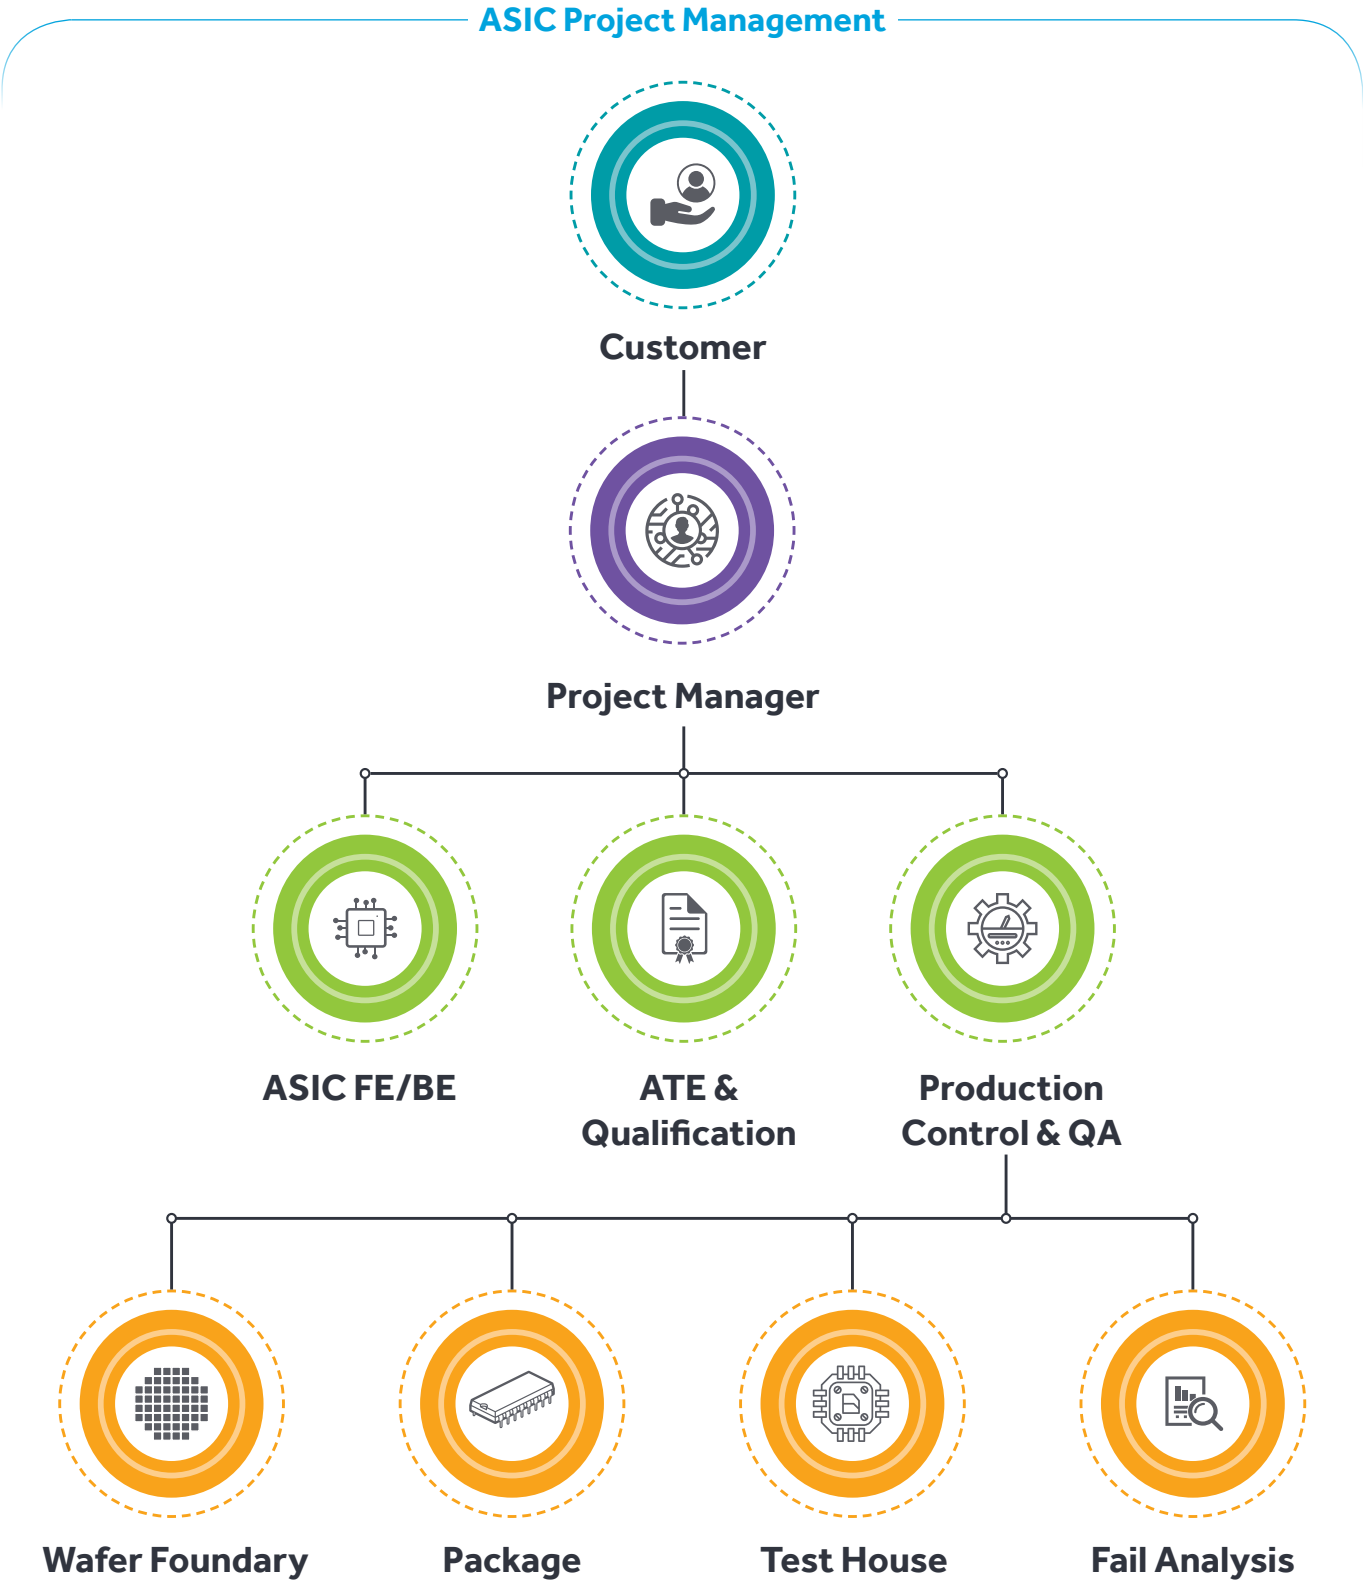 ASIC Project Management
Customer
Project Manager
ASIC FE/BE
ATE &
Qualification
Production
Control & QA
Wafer Foundary
Package
Test House
Fail Analysis